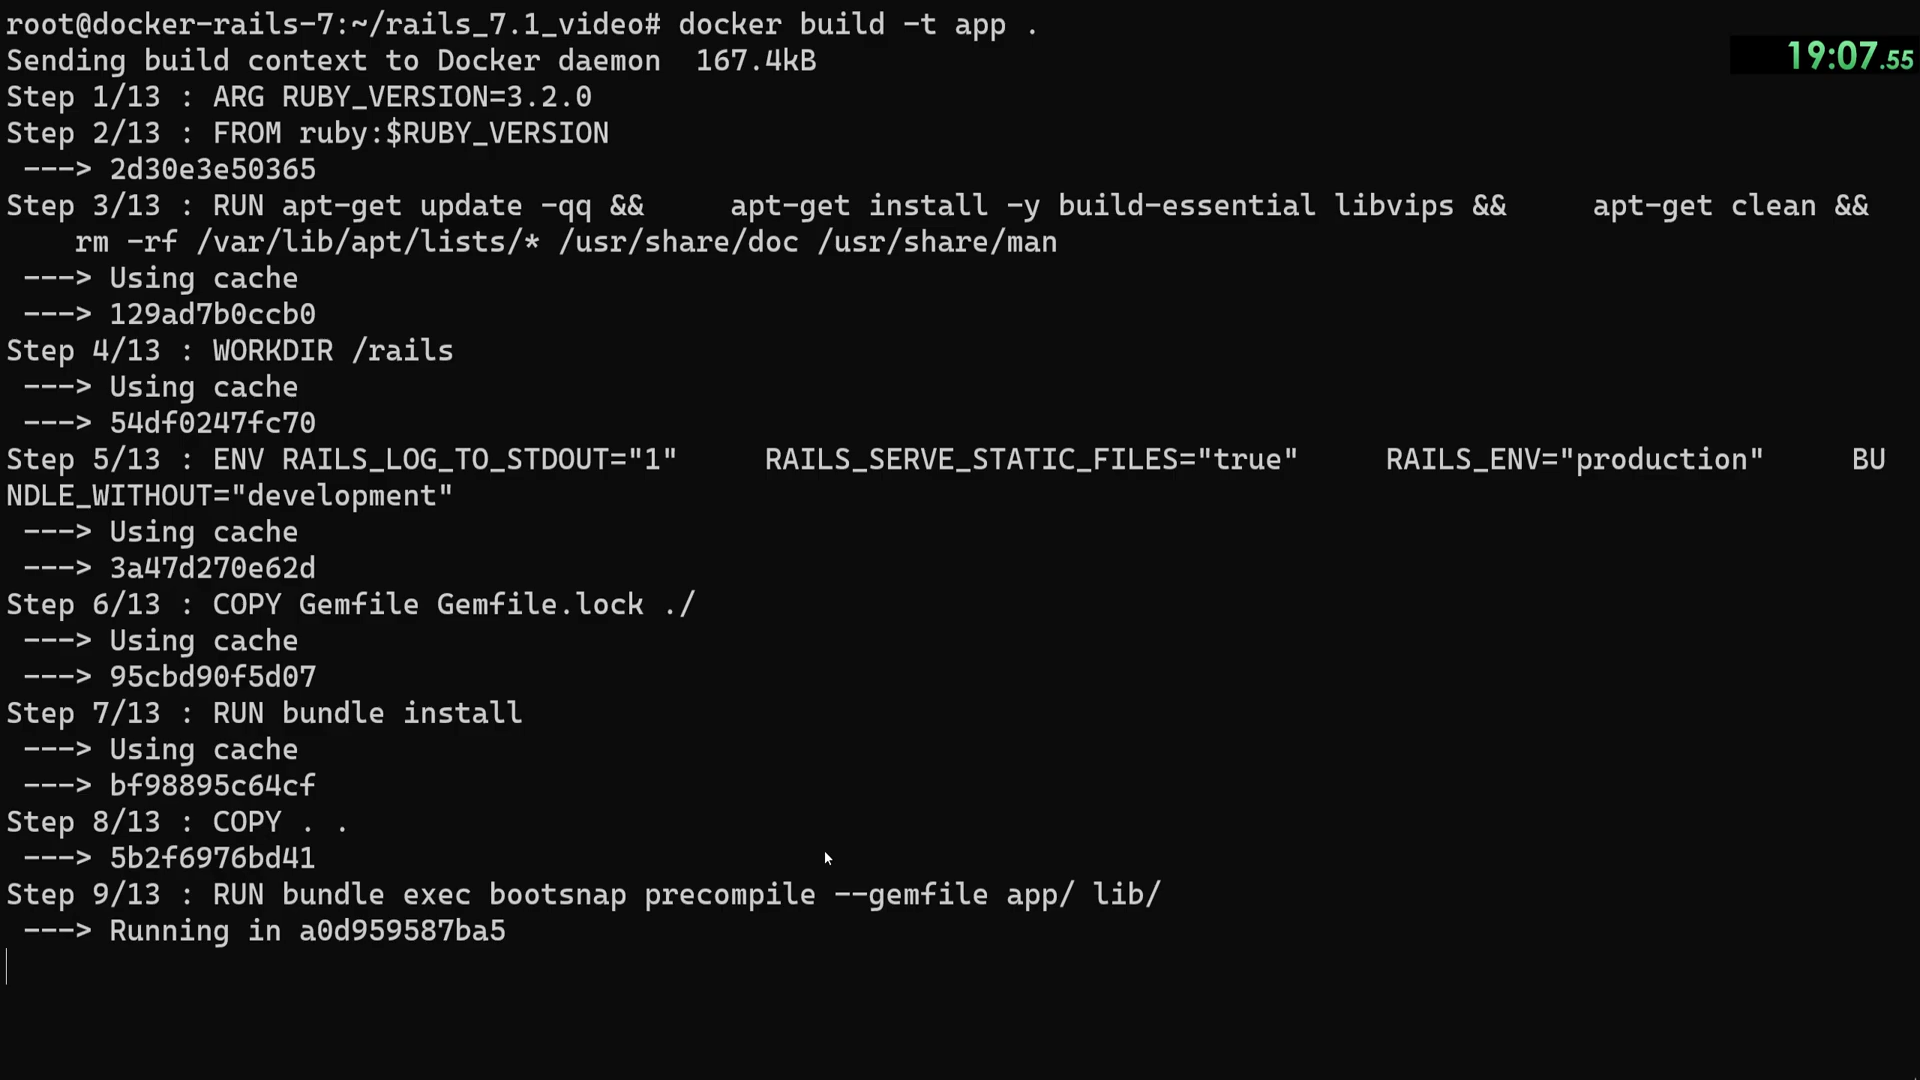 root@docker-rails-7:~/rails_7.1_video# docker build -t app .
19:07.55
Sending build context to Docker daemon  167.4kB
Step 1/13 : ARG RUBY_VERSION=3.2.0
Step 2/13 : FROM ruby:$RUBY_VERSION
 ---> 2d30e3e50365
Step 3/13 : RUN apt-get update -qq &&     apt-get install -y build-essential libvips &&     apt-get clean &&
    rm -rf /var/lib/apt/lists/* /usr/share/doc /usr/share/man
 ---> Using cache
 ---> 129ad7b0ccb0
Step 4/13 : WORKDIR /rails
 ---> Using cache
 ---> 54df0247fc70
Step 5/13 : ENV RAILS_LOG_TO_STDOUT="1"     RAILS_SERVE_STATIC_FILES="true"     RAILS_ENV="production"     BU
NDLE_WITHOUT="development"
 ---> Using cache
 ---> 3a47d270e62d
Step 6/13 : COPY Gemfile Gemfile.lock ./
 ---> Using cache
 ---> 95cbd90f5d07
Step 7/13 : RUN bundle install
 ---> Using cache
 ---> bf98895c64cf
Step 8/13 : COPY . .
 ---> 5b2f6976bd41
Step 9/13 : RUN bundle exec bootsnap precompile --gemfile app/ lib/
 ---> Running in a0d959587ba5